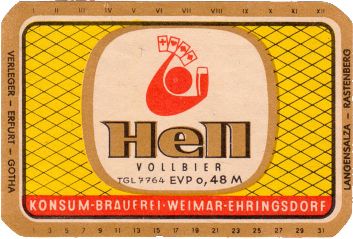 I II III IV V VI VII VIII IX X XI XII
VERLEGER – ERFURT – GOTHA
LANGENSALZA – RASTENBERG
Hell
VOLLBIER
TGL 7764 EVP 0,48 M
KONSUM-BRAUEREI·WEIMAR-EHRINGSDORF
1 3 5 7 9 11 13 15 17 19 21 23 25 27 29 31